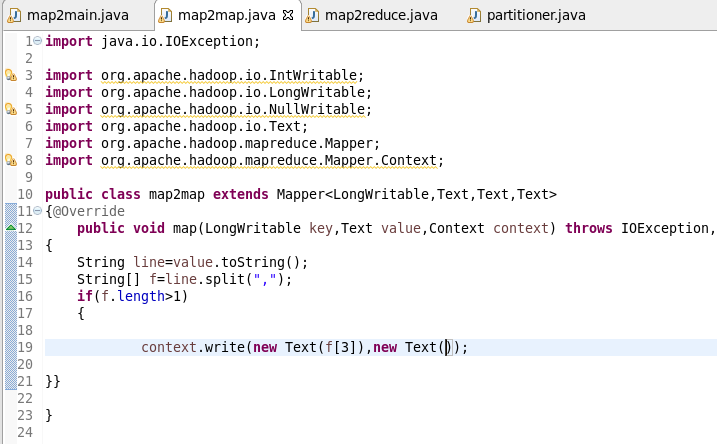 map2main.java map2map.java map2reduce.java partitioner.java
1 import java.io.IOException;
2
3 import org.apache.hadoop.io.IntWritable;
4 import org.apache.hadoop.io.LongWritable;
5 import org.apache.hadoop.io.NullWritable;
6 import org.apache.hadoop.io.Text;
7 import org.apache.hadoop.mapreduce.Mapper;
8 import org.apache.hadoop.mapreduce.Mapper.Context;
9
10 public class map2map extends Mapper<LongWritable,Text,Text,Text>
11 {@Override
12 public void map(LongWritable key,Text value,Context context) throws IOException,
13 {
14 String line=value.toString();
15 String[] f=line.split(",");
16 if(f.length>1)
17 {
18
19 context.write(new Text(f[3]),new Text());
20
21 }}
22
23 }
24